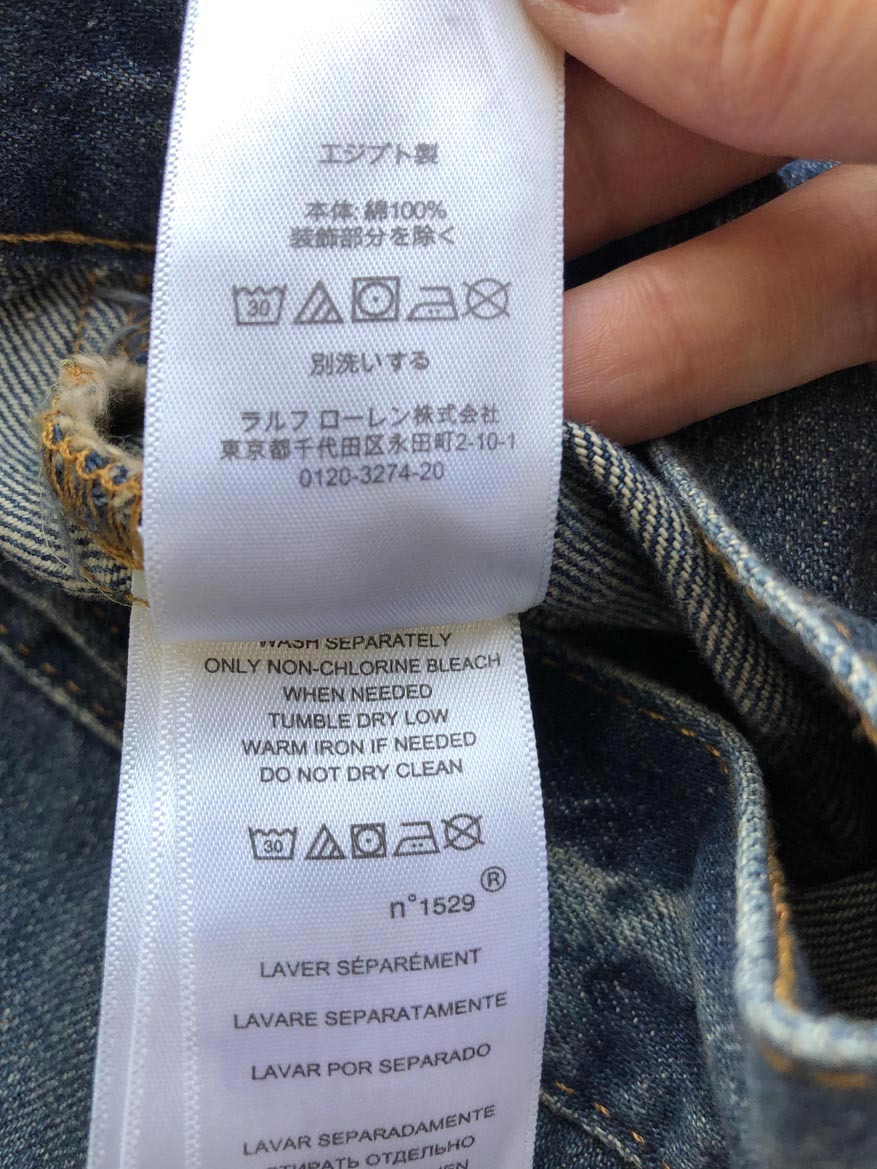 エジプト製
本体: 綿100%
装飾部分を除く
30
別洗いする
ラルフ ローレン株式会社
東京都千代田区永田町2-10-1
0120-3274-20
WASH SEPARATELY
ONLY NON-CHLORINE BLEACH
WHEN NEEDED
TUMBLE DRY LOW
WARM IRON IF NEEDED
DO NOT DRY CLEAN
30
n°1529 ®
LAVER SÉPARÉMENT
LAVARE SEPARATAMENTE
LAVAR POR SEPARADO
LAVAR SEPARADAMENTE
СТИРАТЬ ОТДЕЛЬНО